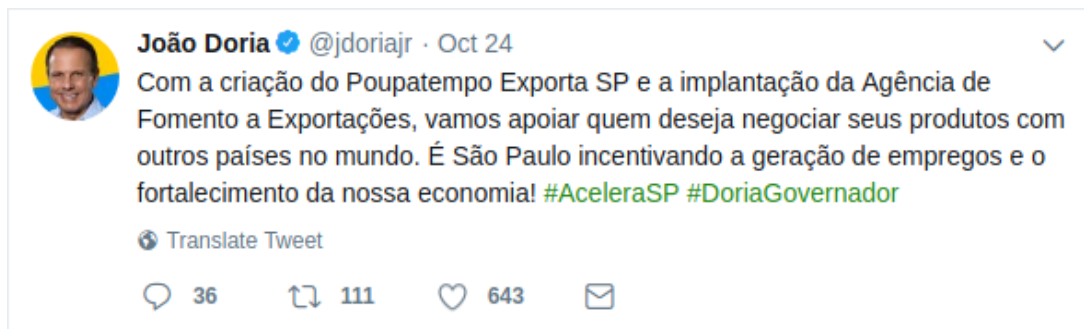 João Doria @jdoriajr · Oct 24
Com a criação do Poupatempo Exporta SP e a implantação da Agência de
Fomento a Exportações, vamos apoiar quem deseja negociar seus produtos com
outros países no mundo. É São Paulo incentivando a geração de empregos e o
fortalecimento da nossa economia! #AceleraSP #DoriaGovernador
Translate Tweet
36 111 643